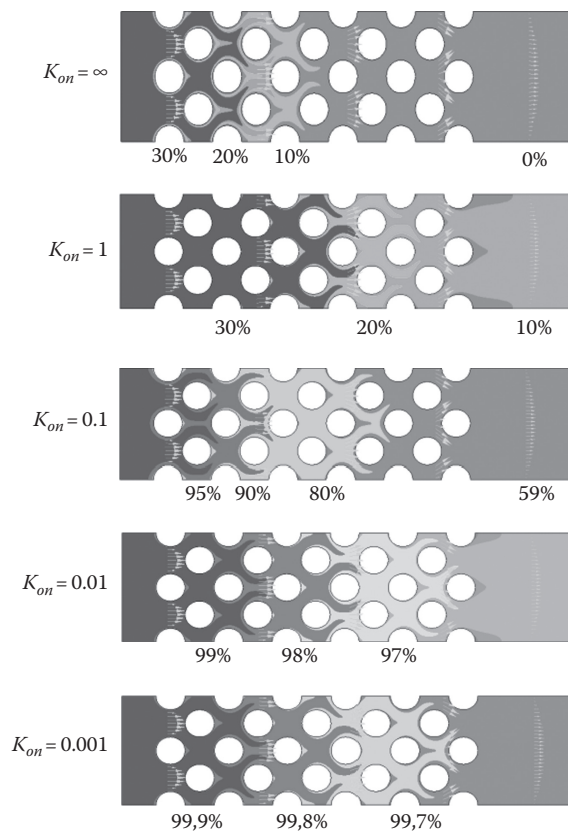 K_on = ∞
30% 20% 10% 0%
K_on = 1
30% 20% 10%
K_on = 0.1
95% 90% 80% 59%
K_on = 0.01
99% 98% 97%
K_on = 0.001
99,9% 99,8% 99,7%